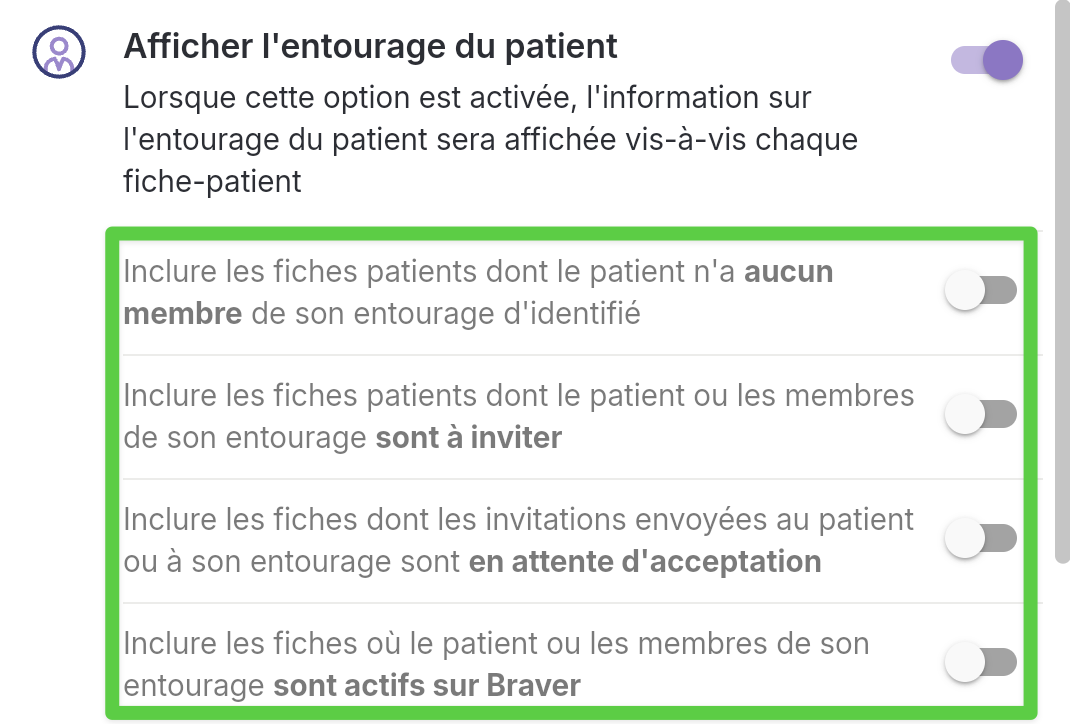 Afficher l'entourage du patient
Lorsque cette option est activée, l'information sur
l'entourage du patient sera affichée vis-à-vis chaque
fiche-patient
Inclure les fiches patients dont le patient n'a aucun
membre de son entourage d'identifié
Inclure les fiches patients dont le patient ou les membres
de son entourage sont à inviter
Inclure les fiches dont les invitations envoyées au patient
ou à son entourage sont en attente d'acceptation
Inclure les fiches où le patient ou les membres de son
entourage sont actifs sur Braver